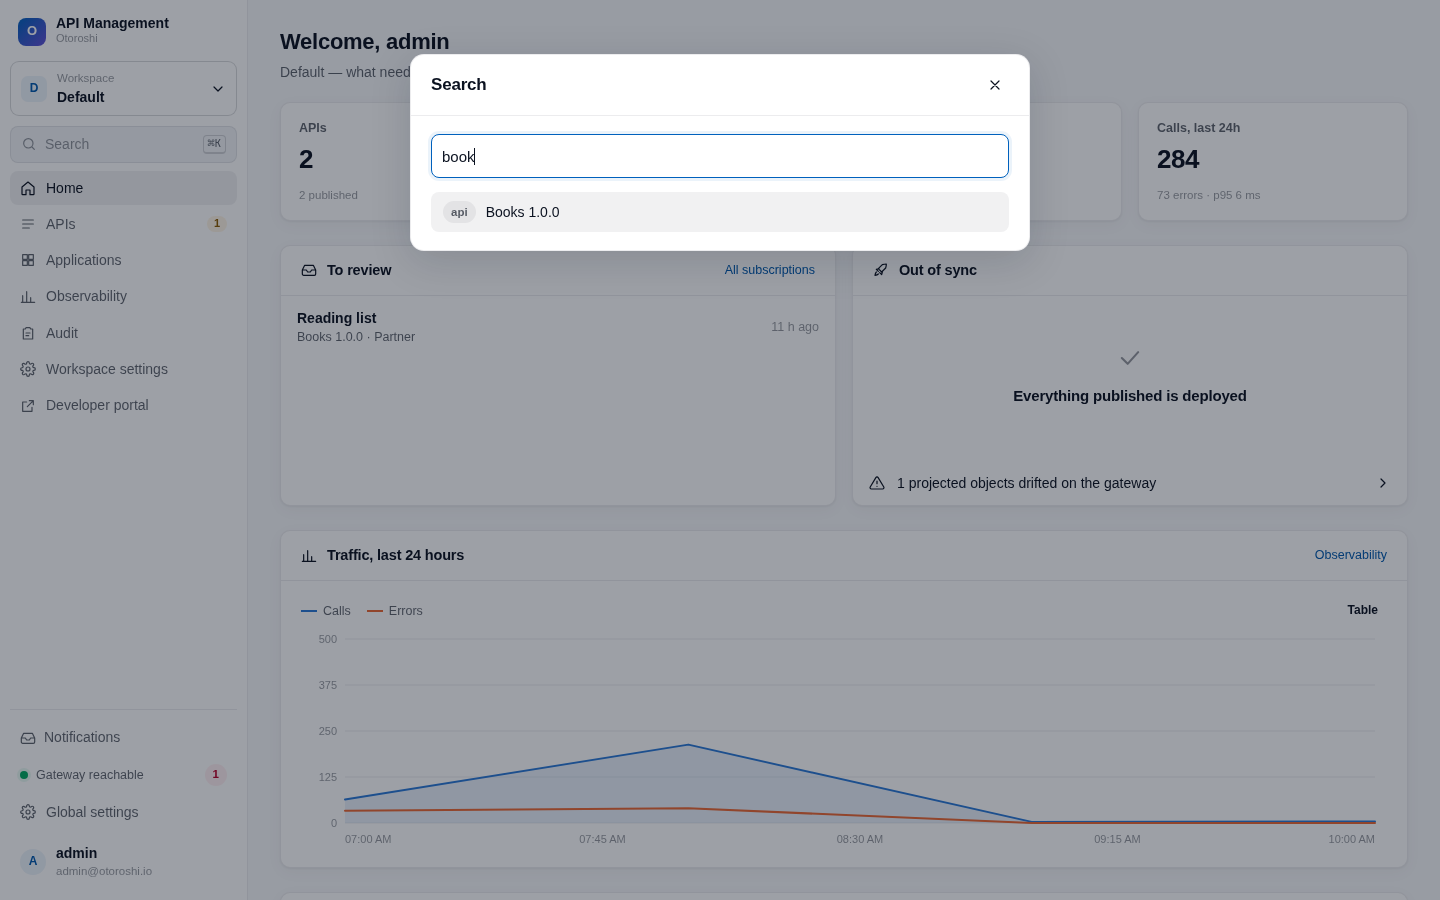 API Management
Otoroshi
Workspace
D
Default
Search
⌘K
Home
APIs
1
Applications
Observability
Audit
Workspace settings
Developer portal
Notifications
Gateway reachable
1
Global settings
A
admin
admin@otoroshi.io
Welcome, admin
Default — what need
Search
book
api
Books 1.0.0
APIs
2
2 published
Calls, last 24h
284
73 errors · p95 6 ms
To review
All subscriptions
Reading list
Books 1.0.0 · Partner
11 h ago
Out of sync
Everything published is deployed
1 projected objects drifted on the gateway
Traffic, last 24 hours
Observability
Calls
Errors
Table
500
375
250
125
0
07:00 AM
07:45 AM
08:30 AM
09:15 AM
10:00 AM
O